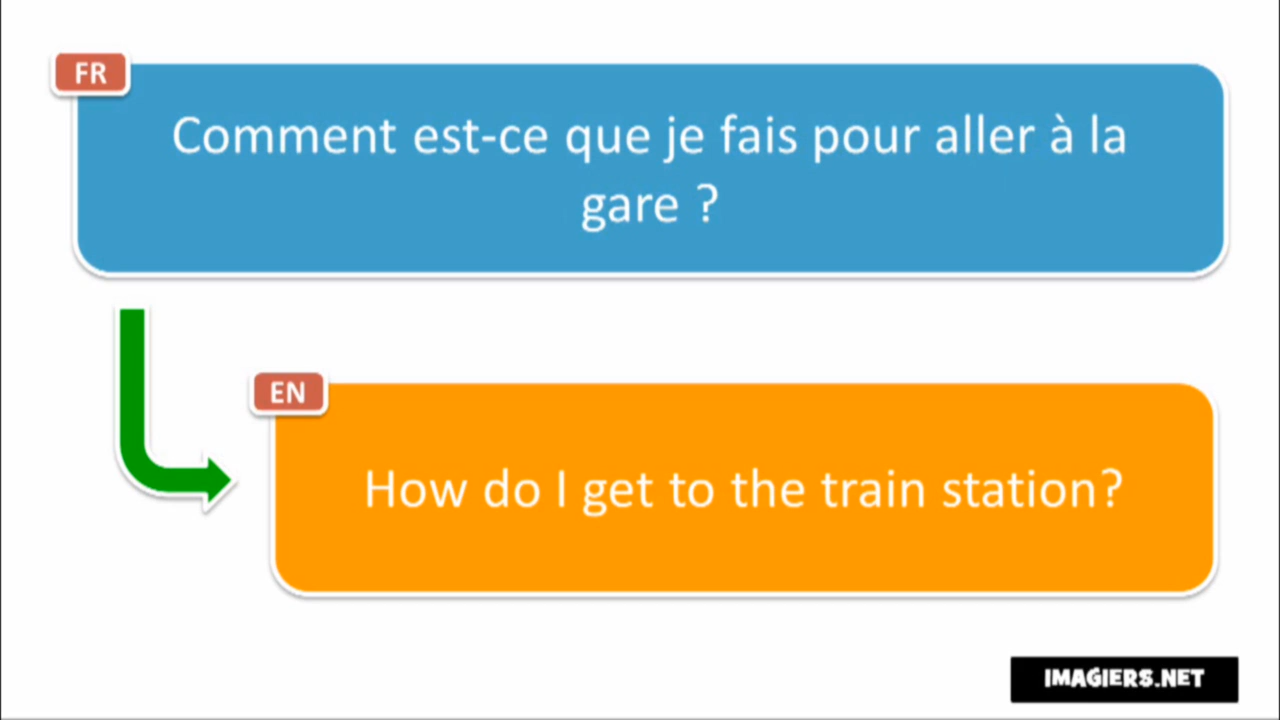 FR
Comment est-ce que je fais pour aller à la
gare ?
EN
How do I get to the train station?
IMAGIERS.NET